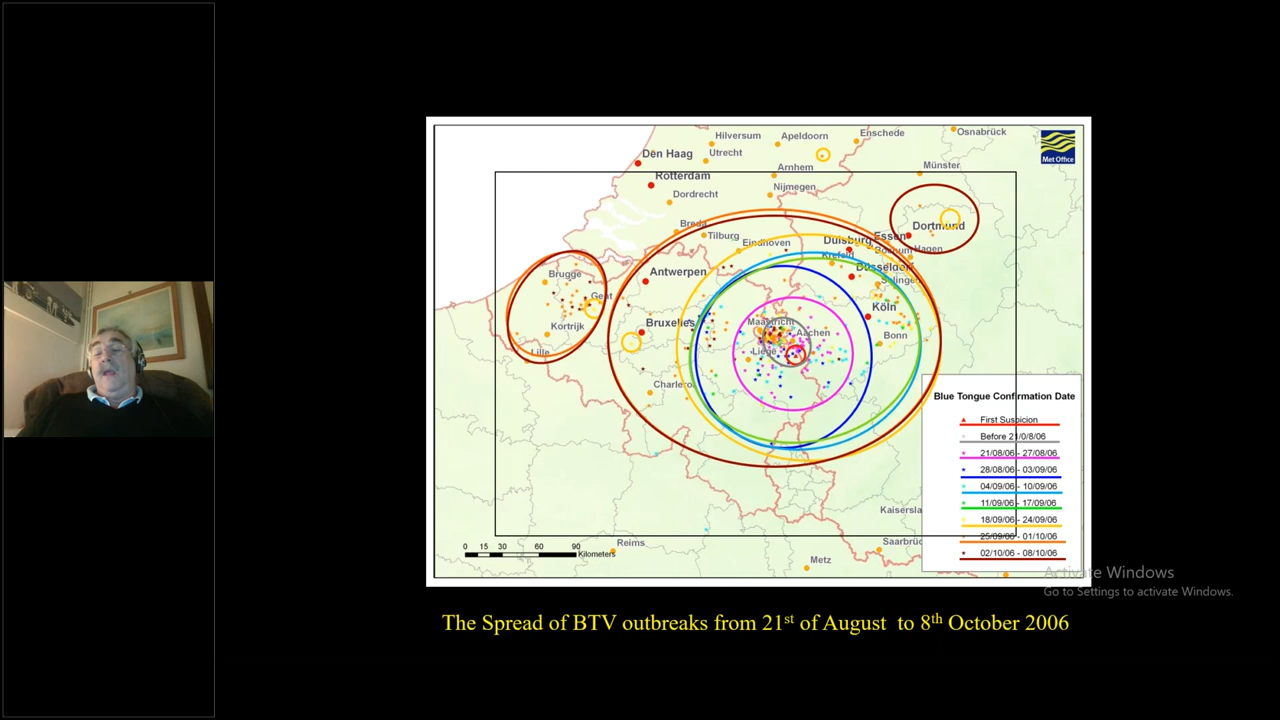 Hilversum
Apeldoorn
Enschede
Osnabrück
Met Office
Den Haag
Utrecht
Arnhem
Münster
Rotterdam
Nijmegen
Dordrecht
Breda
Tilburg
Eindhoven
Duisburg
Essen
Dortmund
Bochum
Hagen
Krefeld
Düsseldorf
Solingen
Brugge
Antwerpen
Gent
Köln
Kortrijk
Bruxelles
Maastricht
Aachen
Bonn
Lille
Liège
Charleroi
Blue Tongue Confirmation Date
First Suspicion
Before 21/0/8/06
21/08/06 - 27/08/06
28/08/06 - 03/09/06
04/09/06 - 10/09/06
11/09/06 - 17/09/06
Kaisersla
18/09/06 - 24/09/06
25/09/06 - 01/10/06
Reims
Saarbrüc
02/10/06 - 08/10/06
0 15 30 60 90
Kilometers
Metz
Activate Windows
Go to Settings to activate Windows.
The Spread of BTV outbreaks from 21st of August to 8th October 2006